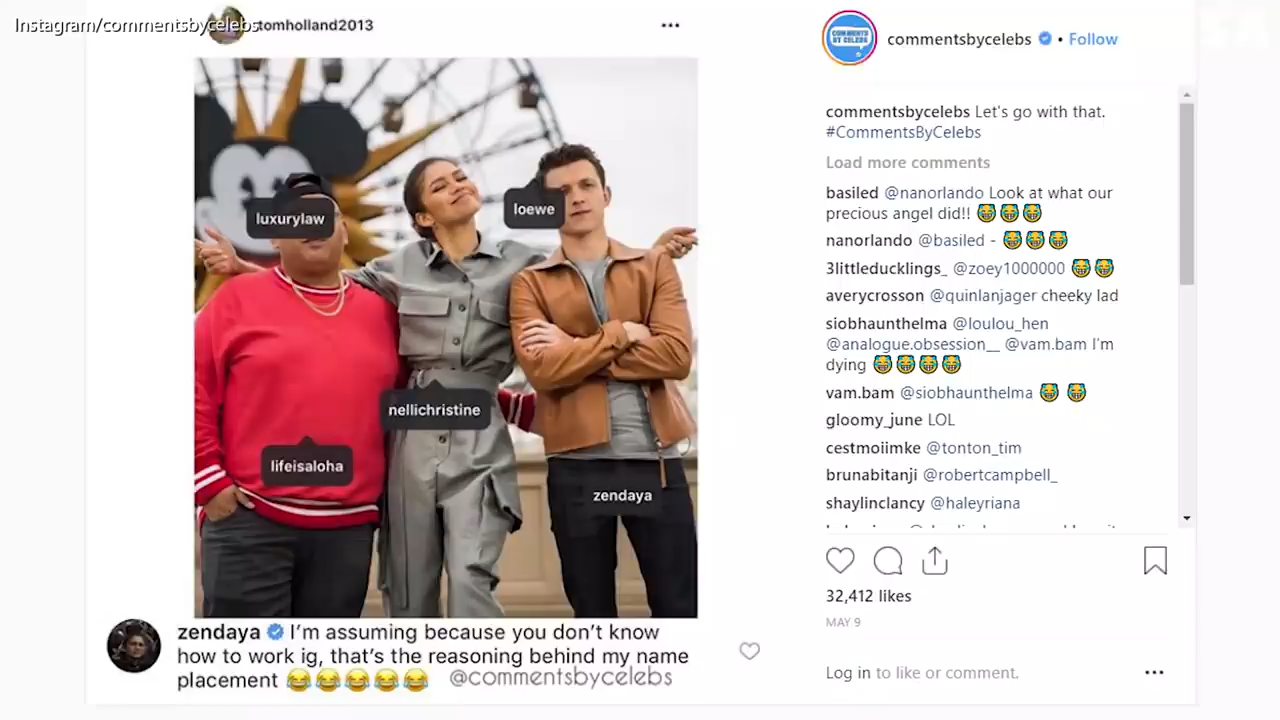 Instagram/commentsbycelebs
tomholland2013
luxurylaw
loewe
nellichristine
lifeisaloha
zendaya
zendaya I'm assuming because you don't know
how to work ig, that's the reasoning behind my name
placement 😂😂😂😂😂 @commentsbycelebs
COMMENTS
BY CELEBS
commentsbycelebs • Follow
commentsbycelebs Let's go with that.
#CommentsByCelebs
Load more comments
basiled @nanorlando Look at what our
precious angel did!! 😂😂😂
nanorlando @basiled - 😂😂😂
3littleducklings_ @zoey1000000 😂😂
averycrosson @quinlanjager cheeky lad
siobhaunthelma @loulou_hen
@analogue.obsession__ @vam.bam I'm
dying 😂😂😂😂
vam.bam @siobhaunthelma 😂 😂
gloomy_june LOL
cestmoiimke @tonton_tim
brunabitanji @robertcampbell_
shaylinclancy @haleyriana
32,412 likes
MAY 9
Log in to like or comment.